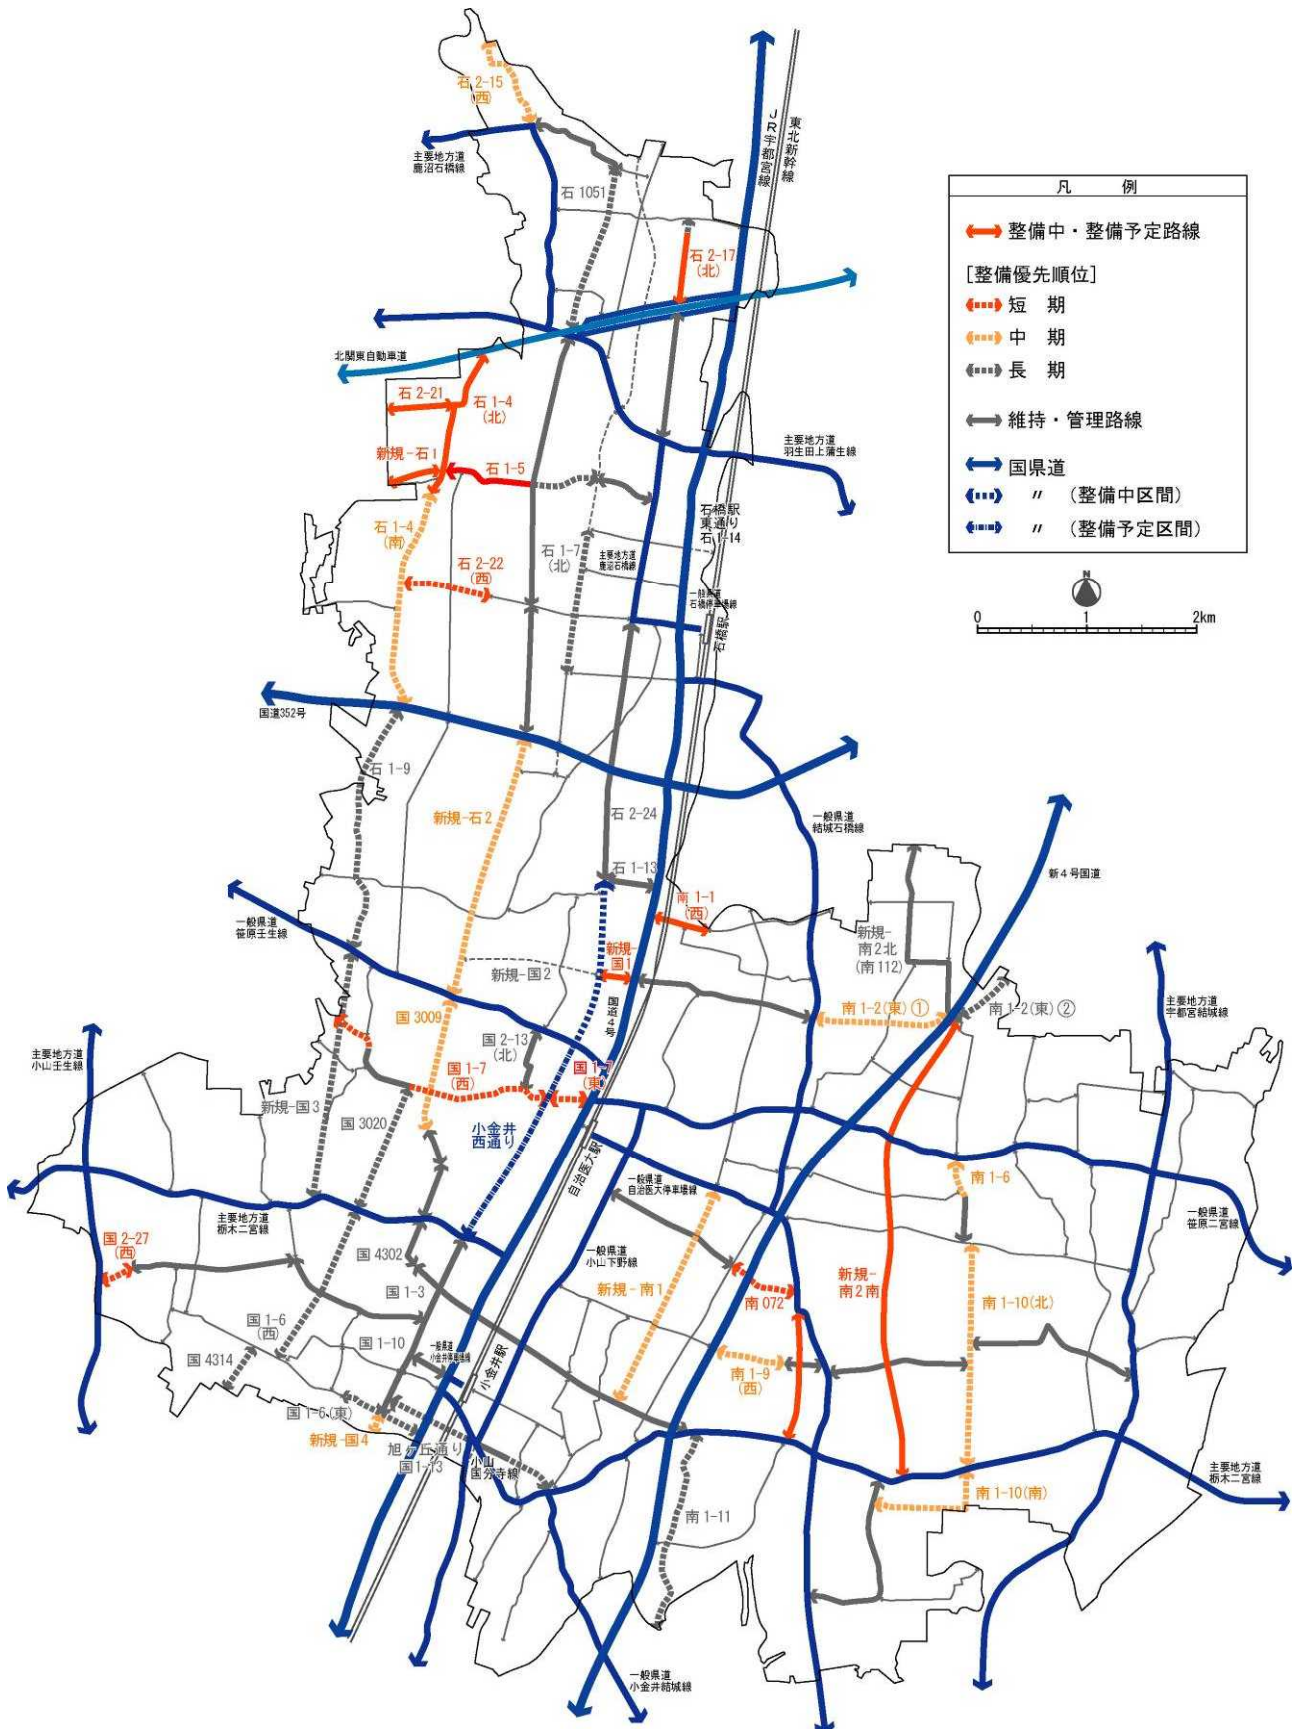 石 2-15
(西)
主要地方道
鹿沼石橋線
石 1051
JR宇都宮線
東北新幹線
石 2-17
(北)
凡 例
整備中・整備予定路線
[整備優先順位]
短 期
中 期
長 期
維持・管理路線
国県道
〃 (整備中区間)
〃 (整備予定区間)
N
0 1 2km
北関東自動車道
石 2-21
石 1-4
(北)
新規-石1
石 1-5
主要地方道
羽生田上蒲生線
石 1-4
(南)
石 2-22
(西)
石 1-7
(北)
主要地方道
鹿沼石橋線
石橋駅
東通り
石 1-14
一般県道
石橋停車場線
石橋駅
国道352号
石 1-9
新規-石2
石 2-24
一般県道
結城石橋線
石 1-13
南 1-1
(西)
新4号国道
一般県道
笹原壬生線
新規-国2
新規-
国1
国道4号
新規-
南2北
(南112)
南 1-2(東)①
南 1-2(東)②
主要地方道
宇都宮結城線
国 3009
国 2-13
(北)
主要地方道
小山壬生線
国 1-7
(西)
国 1-7
(東)
新規-国3
国 3020
小金井
西通り
自治医大駅
一般県道
自治医大停車場線
南 1-6
主要地方道
栃木二宮線
一般県道
笹原二宮線
国 2-27
(西)
国 4302
国 1-3
一般県道
小山下野線
新規-南1
南 072
新規-
南2南
南 1-10(北)
国 1-6
(西)
国 1-10
一般県道
小金井停車場線
小金井駅
国 4314
南 1-9
(西)
国 1-6(東)
新規-国4
旭ヶ丘通り
国 1-13
小山
国分寺線
主要地方道
栃木二宮線
南 1-10(南)
南 1-11
一般県道
小金井結城線